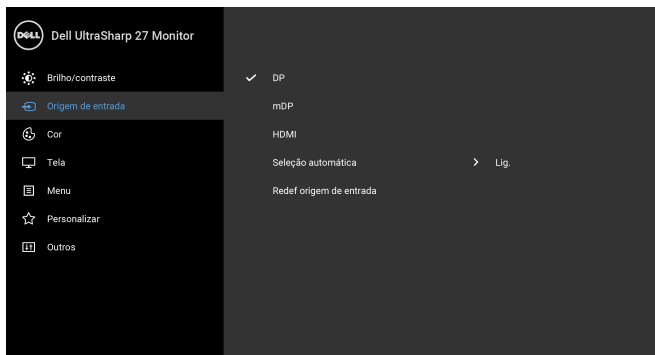 DELL Dell UltraSharp 27 Monitor
Brilho/contraste
DP
Origem de entrada
mDP
Cor
HDMI
Tela
Seleção automática
Lig.
Menu
Redef origem de entrada
Personalizar
Outros